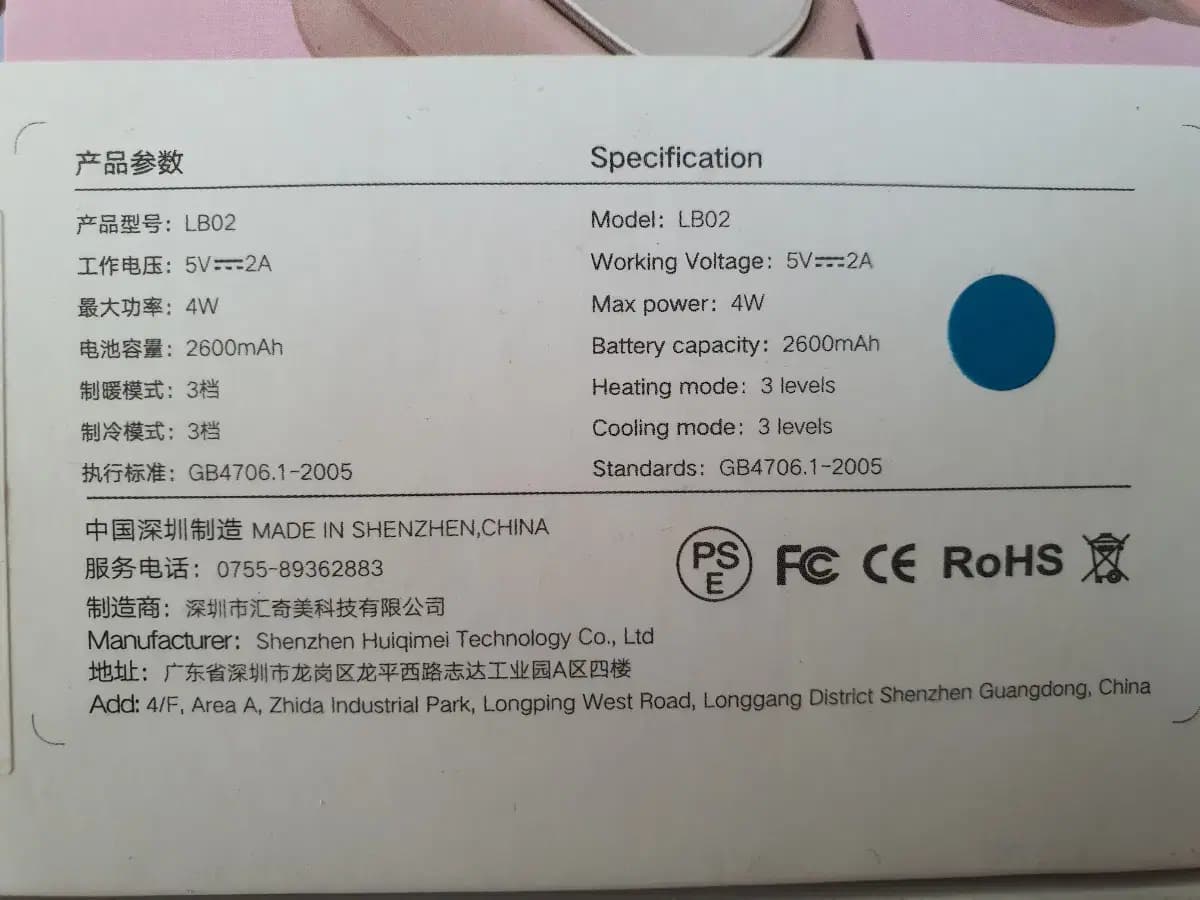 产品参数
产品型号：LB02
工作电压：5V⎓2A
最大功率：4W
电池容量：2600mAh
制暖模式：3档
制冷模式：3档
执行标准：GB4706.1-2005
Specification
Model: LB02
Working Voltage: 5V⎓2A
Max power: 4W
Battery capacity: 2600mAh
Heating mode: 3 levels
Cooling mode: 3 levels
Standards: GB4706.1-2005
中国深圳制造 MADE IN SHENZHEN,CHINA
服务电话：0755-89362883
制造商：深圳市汇奇美科技有限公司
Manufacturer: Shenzhen Huiqimei Technology Co., Ltd
地址：广东省深圳市龙岗区龙平西路志达工业园A区四楼
Add: 4/F, Area A, Zhida Industrial Park, Longping West Road, Longgang District Shenzhen Guangdong, China
PS
E
FC CE RoHS